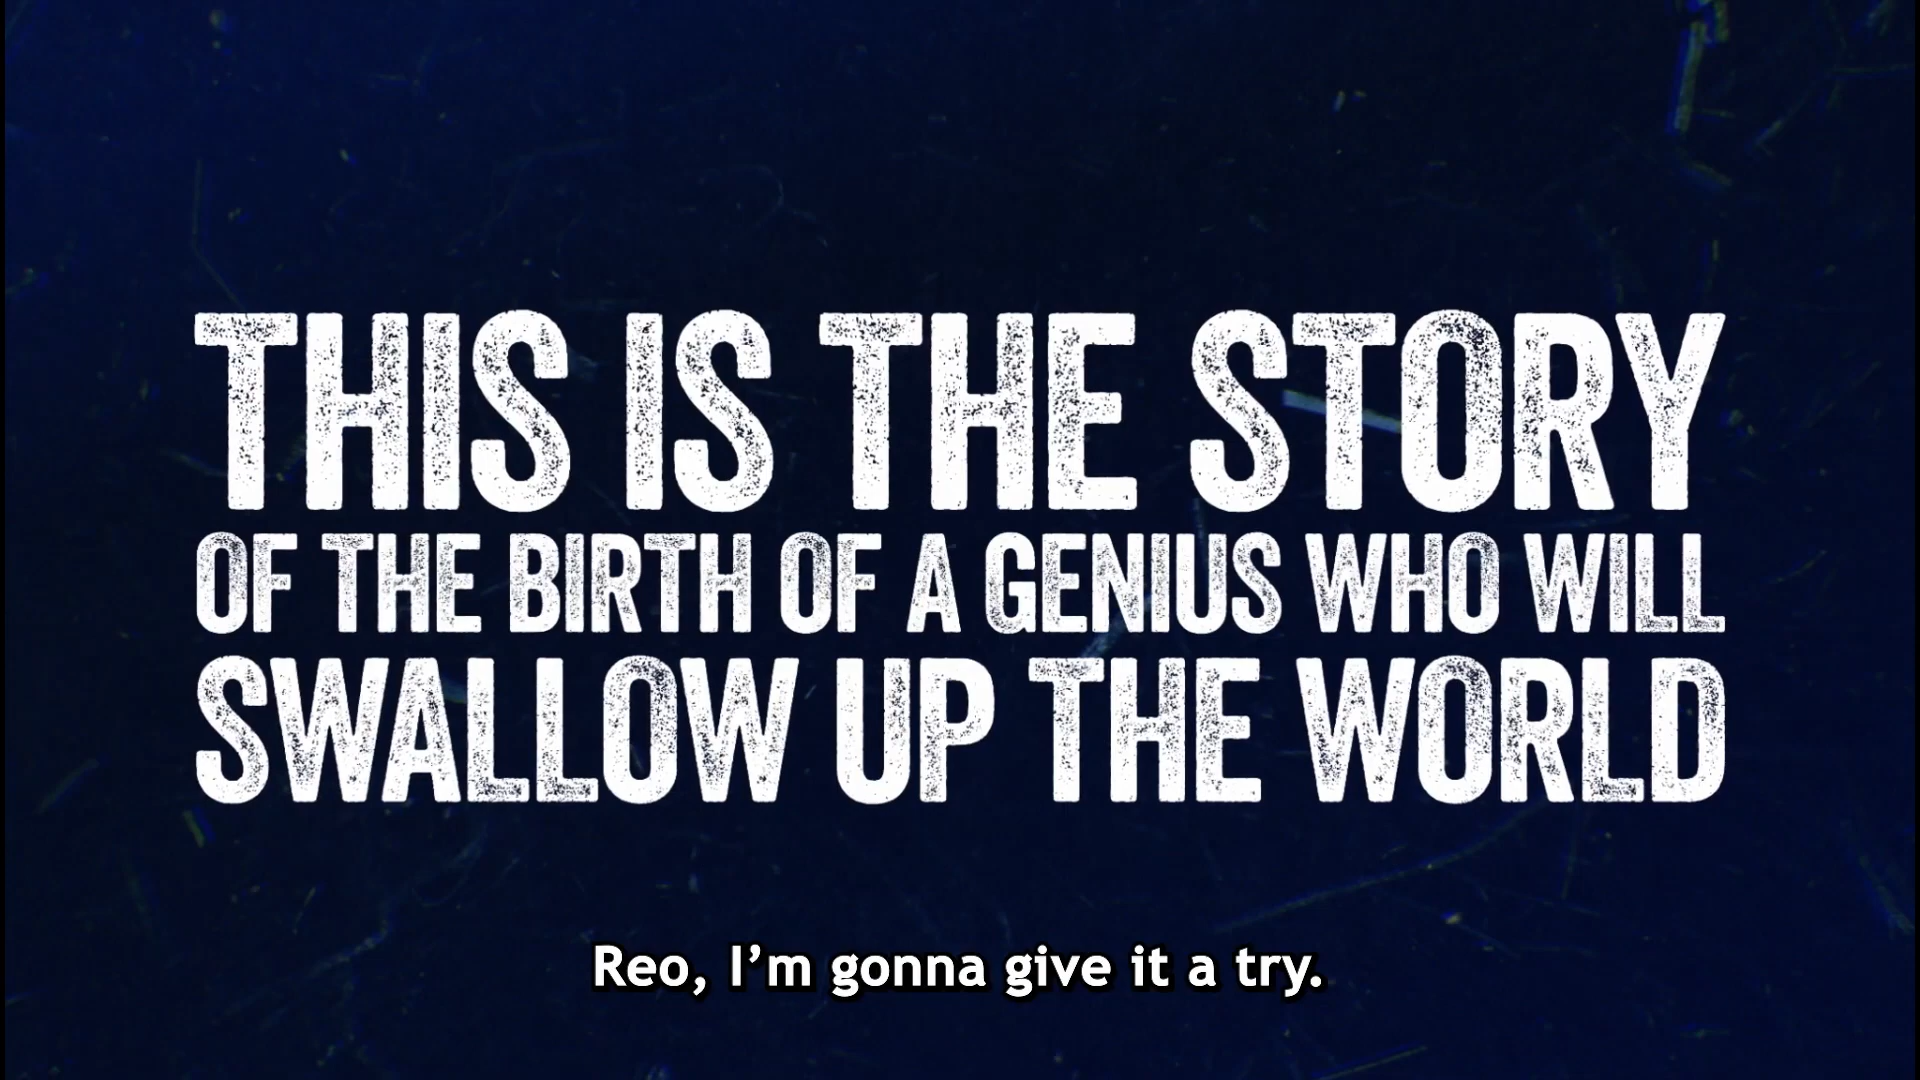 THIS IS THE STORY
OF THE BIRTH OF A GENIUS WHO WILL
SWALLOW UP THE WORLD
Reo, I’m gonna give it a try.